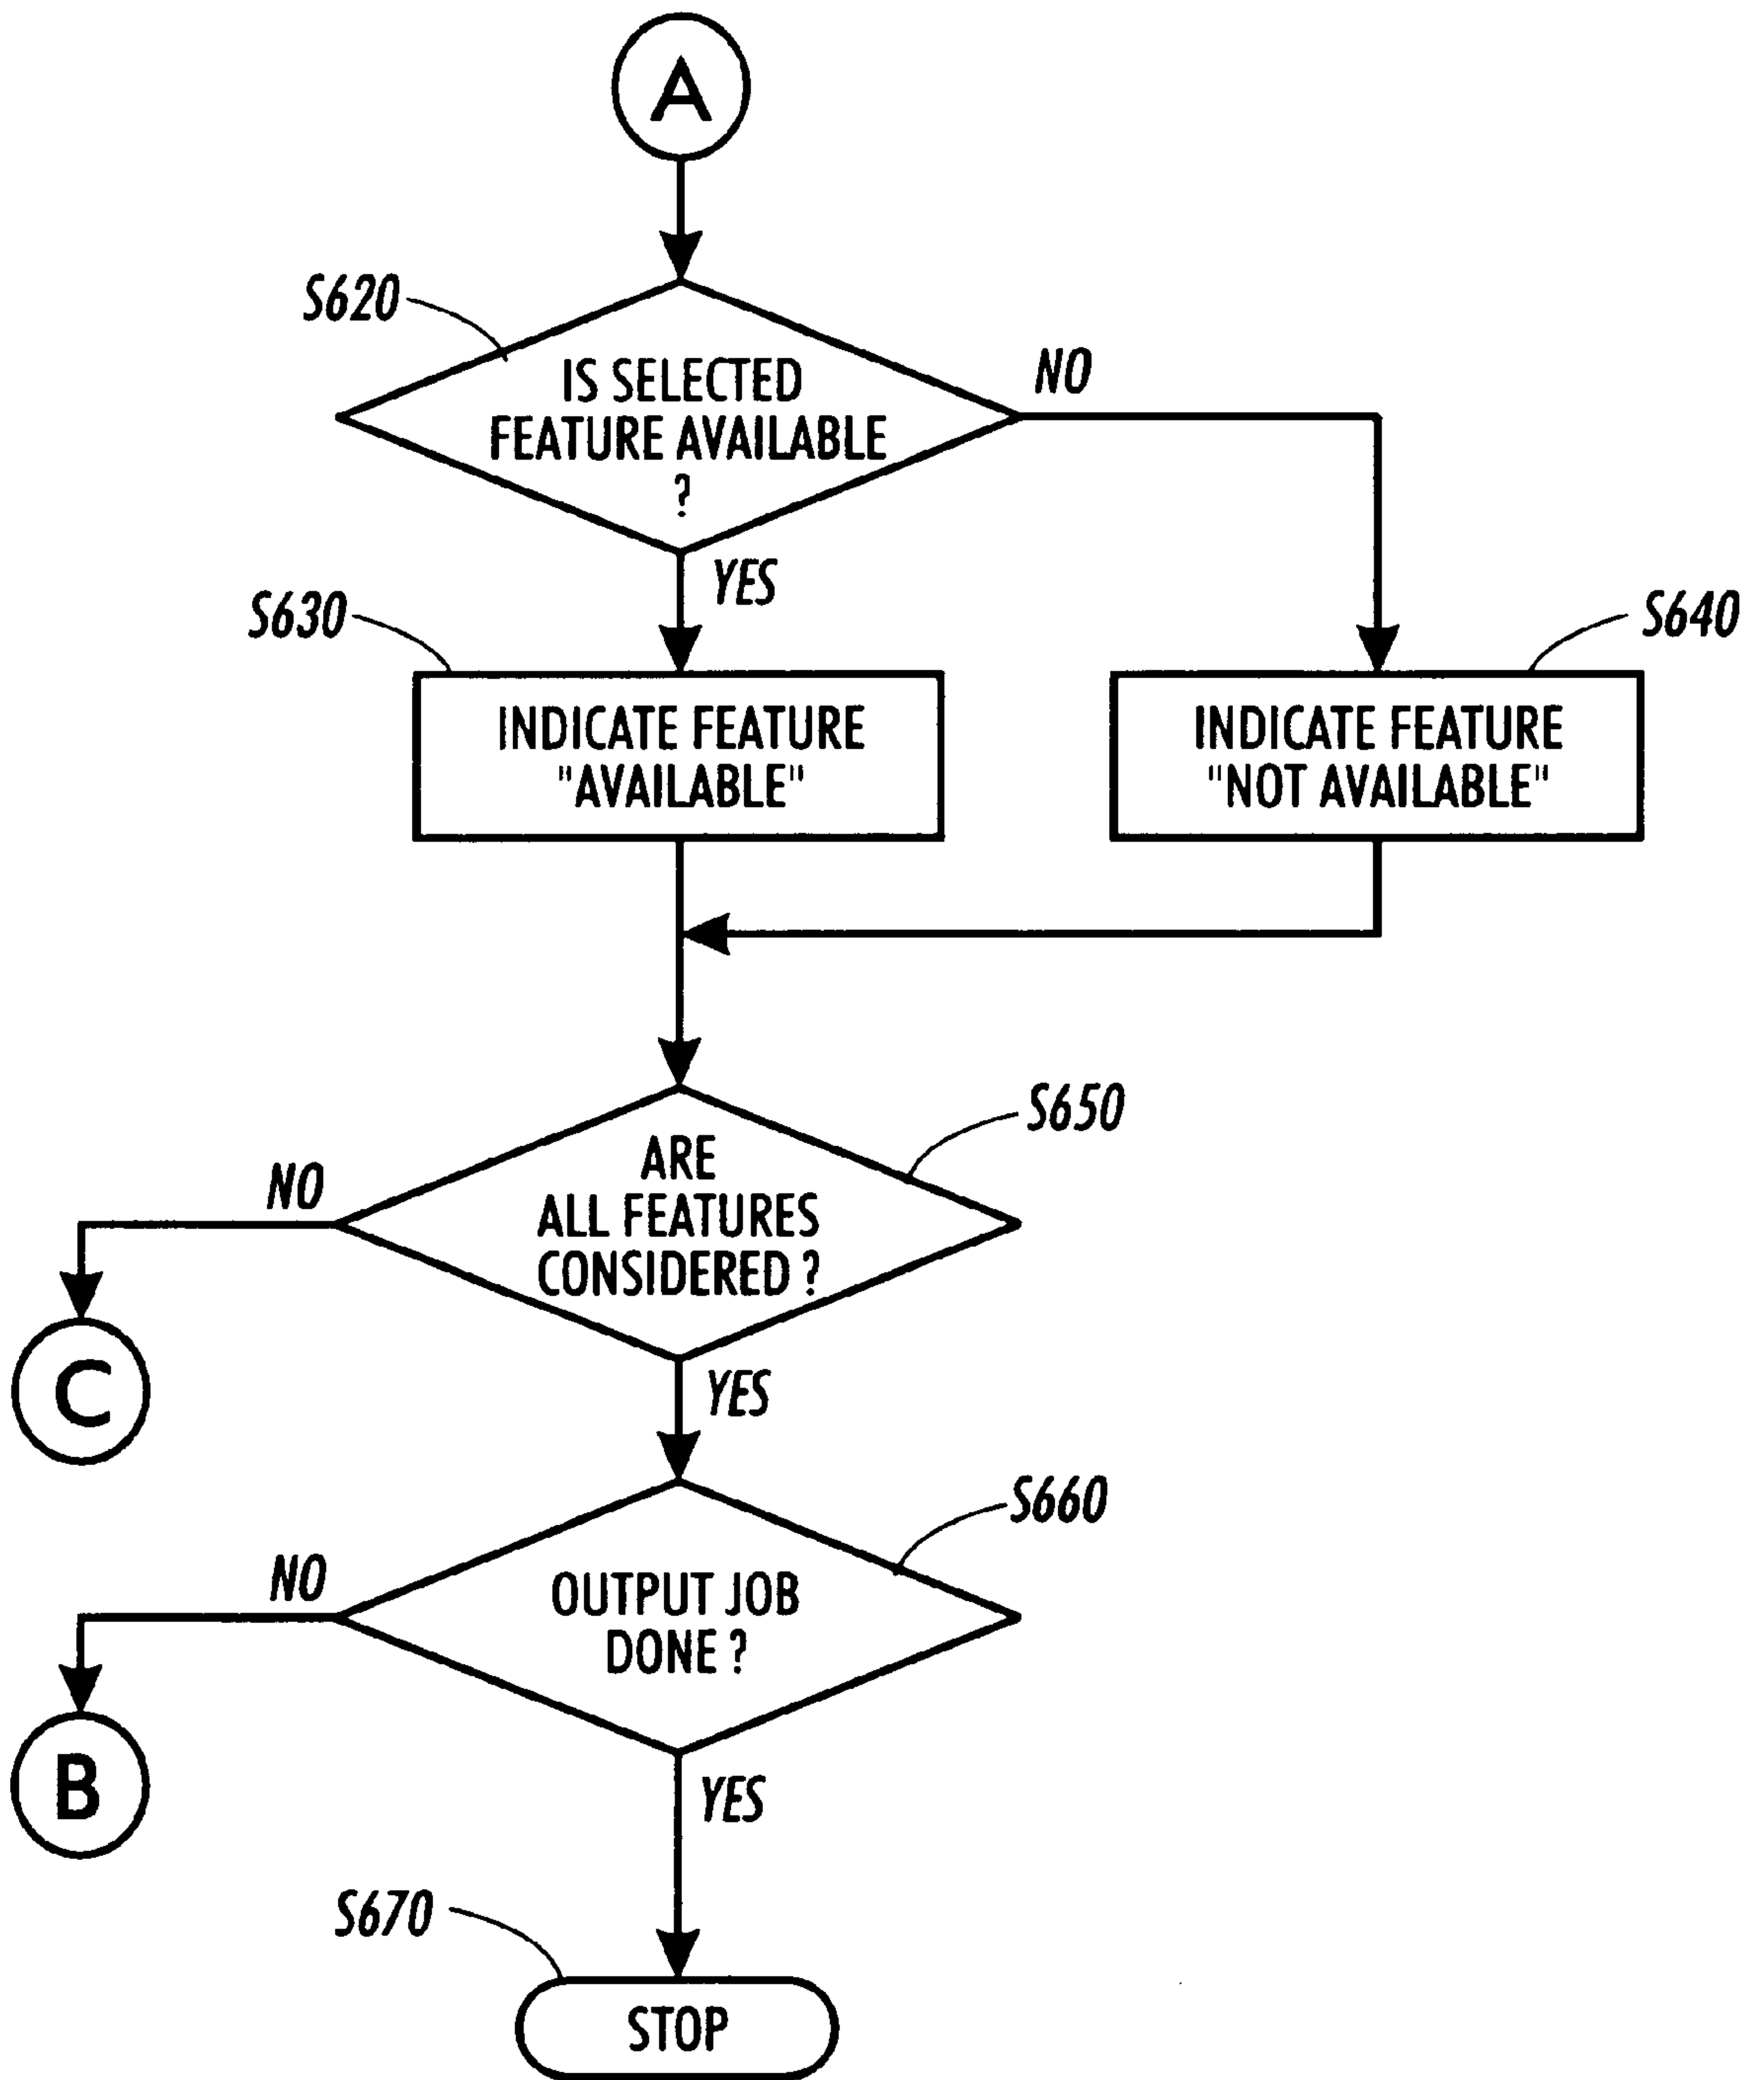 A
S620
IS SELECTED
FEATURE AVAILABLE
?
NO
YES
S630
S640
INDICATE FEATURE
"AVAILABLE"
INDICATE FEATURE
"NOT AVAILABLE"
S650
ARE
ALL FEATURES
CONSIDERED ?
NO
C
YES
S660
OUTPUT JOB
DONE ?
NO
B
YES
S670
STOP